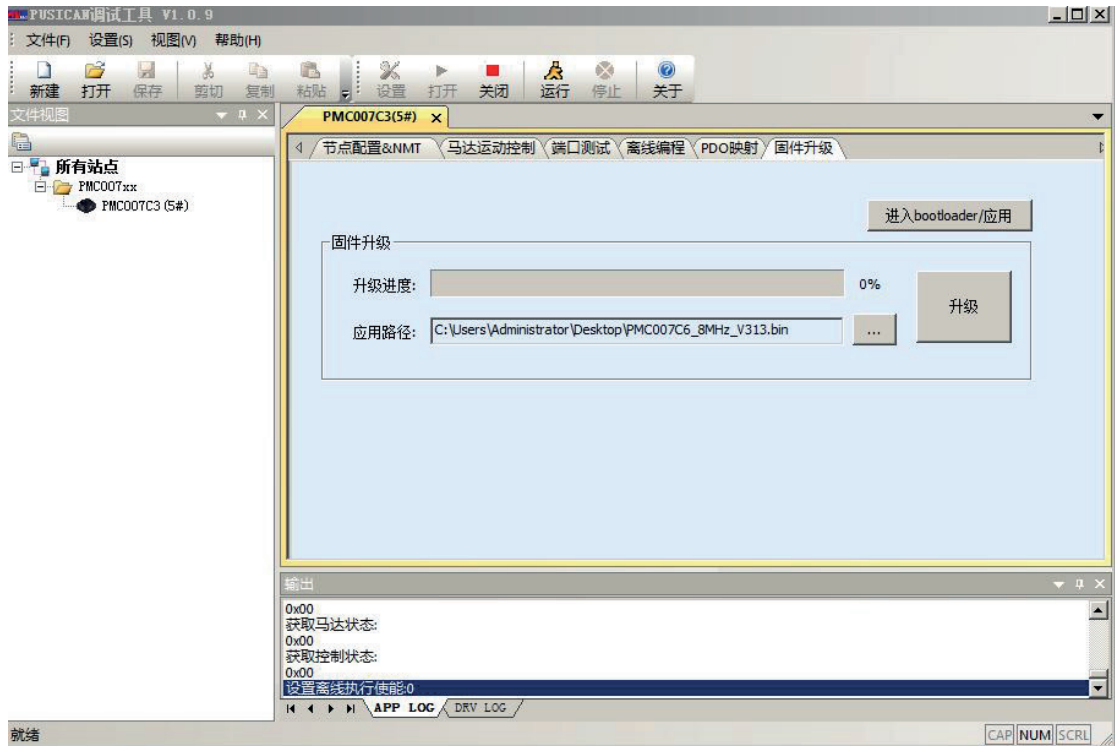 PUSICAN调试工具 V1.0.9
文件(F) 设置(S) 视图(V) 帮助(H)
新建 打开 保存 剪切 复制 粘贴 设置 打开 关闭 运行 停止 关于
文件视图
PMC007C3(5#)
节点配置&NMT 马达运动控制 端口测试 离线编程 PDO映射 固件升级
所有站点
PMC007xx
PMC007C3 (5#)
进入bootloader/应用
固件升级
升级进度: 0%
升级
应用路径: C:\Users\Administrator\Desktop\PMC007C6_8MHz_V313.bin ...
输出
0x00
获取马达状态:
0x00
获取控制状态:
0x00
设置离线执行使能:0
APP LOG DRV LOG
就绪 CAP NUM SCRL